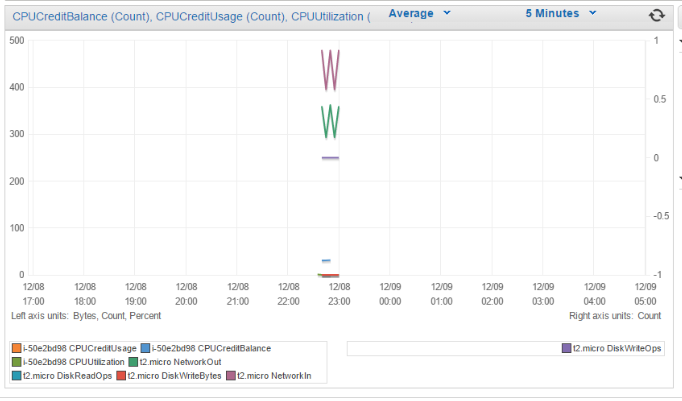 CPUCreditBalance (Count), CPUCreditUsage (Count), CPUUtilization ( Average 5 Minutes
500 1
400 0.5
300 0
200 -0.5
100
0 -1
12/08 12/08 12/08 12/08 12/08 12/08 12/08 12/09 12/09 12/09 12/09 12/09 12/09
17:00 18:00 19:00 20:00 21:00 22:00 23:00 00:00 01:00 02:00 03:00 04:00 05:00
Left axis units: Bytes, Count, Percent Right axis units: Count
i-50e2bd98 CPUCreditUsage i-50e2bd98 CPUCreditBalance t2.micro DiskWriteOps
i-50e2bd98 CPUUtilization t2.micro NetworkOut
t2.micro DiskReadOps t2.micro DiskWriteBytes t2.micro NetworkIn